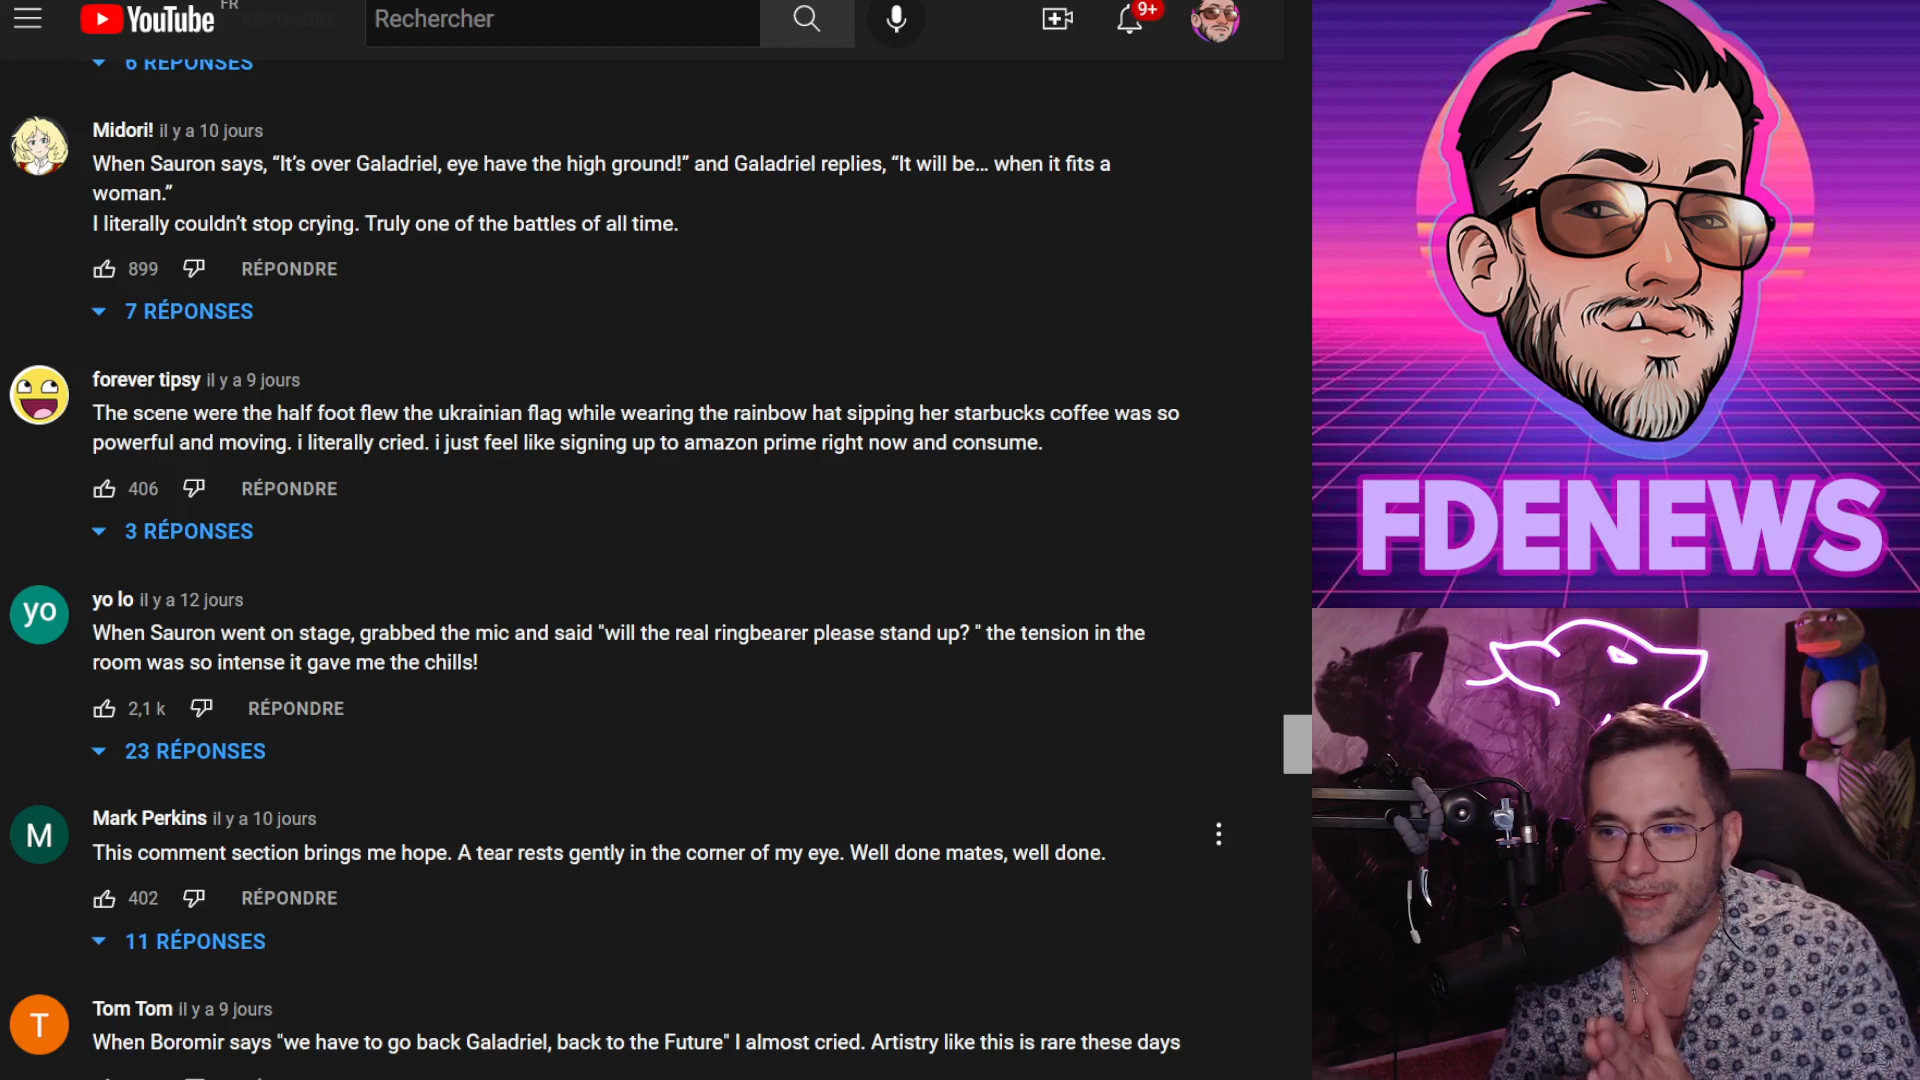 FR
YouTube
RÉPONDRE
Rechercher
9+
6 RÉPONSES
Midori! il y a 10 jours
When Sauron says, “It’s over Galadriel, eye have the high ground!” and Galadriel replies, “It will be… when it fits a
woman.”
I literally couldn’t stop crying. Truly one of the battles of all time.
899 RÉPONDRE
7 RÉPONSES
forever tipsy il y a 9 jours
The scene were the half foot flew the ukrainian flag while wearing the rainbow hat sipping her starbucks coffee was so
powerful and moving. i literally cried. i just feel like signing up to amazon prime right now and consume.
406 RÉPONDRE
3 RÉPONSES
yo
yo lo il y a 12 jours
When Sauron went on stage, grabbed the mic and said "will the real ringbearer please stand up? " the tension in the
room was so intense it gave me the chills!
2,1 k RÉPONDRE
23 RÉPONSES
M
Mark Perkins il y a 10 jours
This comment section brings me hope. A tear rests gently in the corner of my eye. Well done mates, well done.
402 RÉPONDRE
11 RÉPONSES
T
Tom Tom il y a 9 jours
When Boromir says "we have to go back Galadriel, back to the Future" I almost cried. Artistry like this is rare these days
FDENEWS